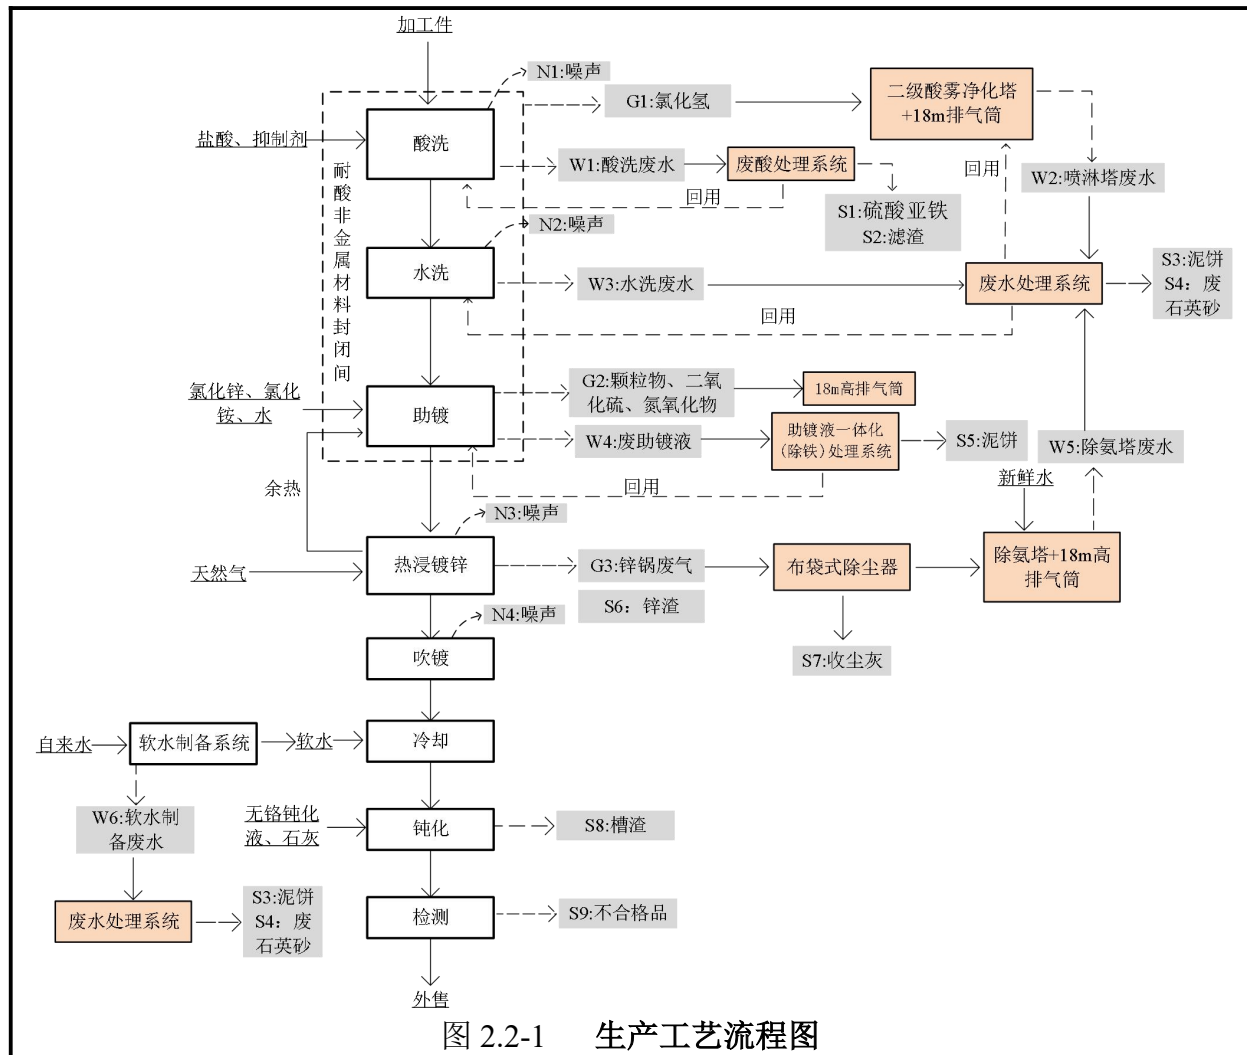 加工件
N1:噪声
G1:氯化氢
二级酸雾净化塔
+18m排气筒
盐酸、抑制剂
酸洗
W1:酸洗废水
废酸处理系统
回用
W2:喷淋塔废水
耐酸非金属材料封闭间
回用
S1:硫酸亚铁
S2:滤渣
N2:噪声
水洗
W3:水洗废水
废水处理系统
S3:泥饼
S4：废
石英砂
回用
氯化锌、氯化
铵、水
助镀
G2:颗粒物、二氧
化硫、氮氧化物
18m高排气筒
W4:废助镀液
助镀液一体化
(除铁)处理系统
S5:泥饼
W5:除氨塔废水
余热
回用
新鲜水
N3:噪声
天然气
热浸镀锌
G3:锌锅废气
布袋式除尘器
除氨塔+18m高
排气筒
S6：锌渣
N4:噪声
吹镀
S7:收尘灰
自来水
软水制备系统
软水
冷却
W6:软水制
备废水
无铬钝化
液、石灰
钝化
S8:槽渣
废水处理系统
S3:泥饼
S4：废
石英砂
检测
S9:不合格品
外售
图 2.2-1 生产工艺流程图